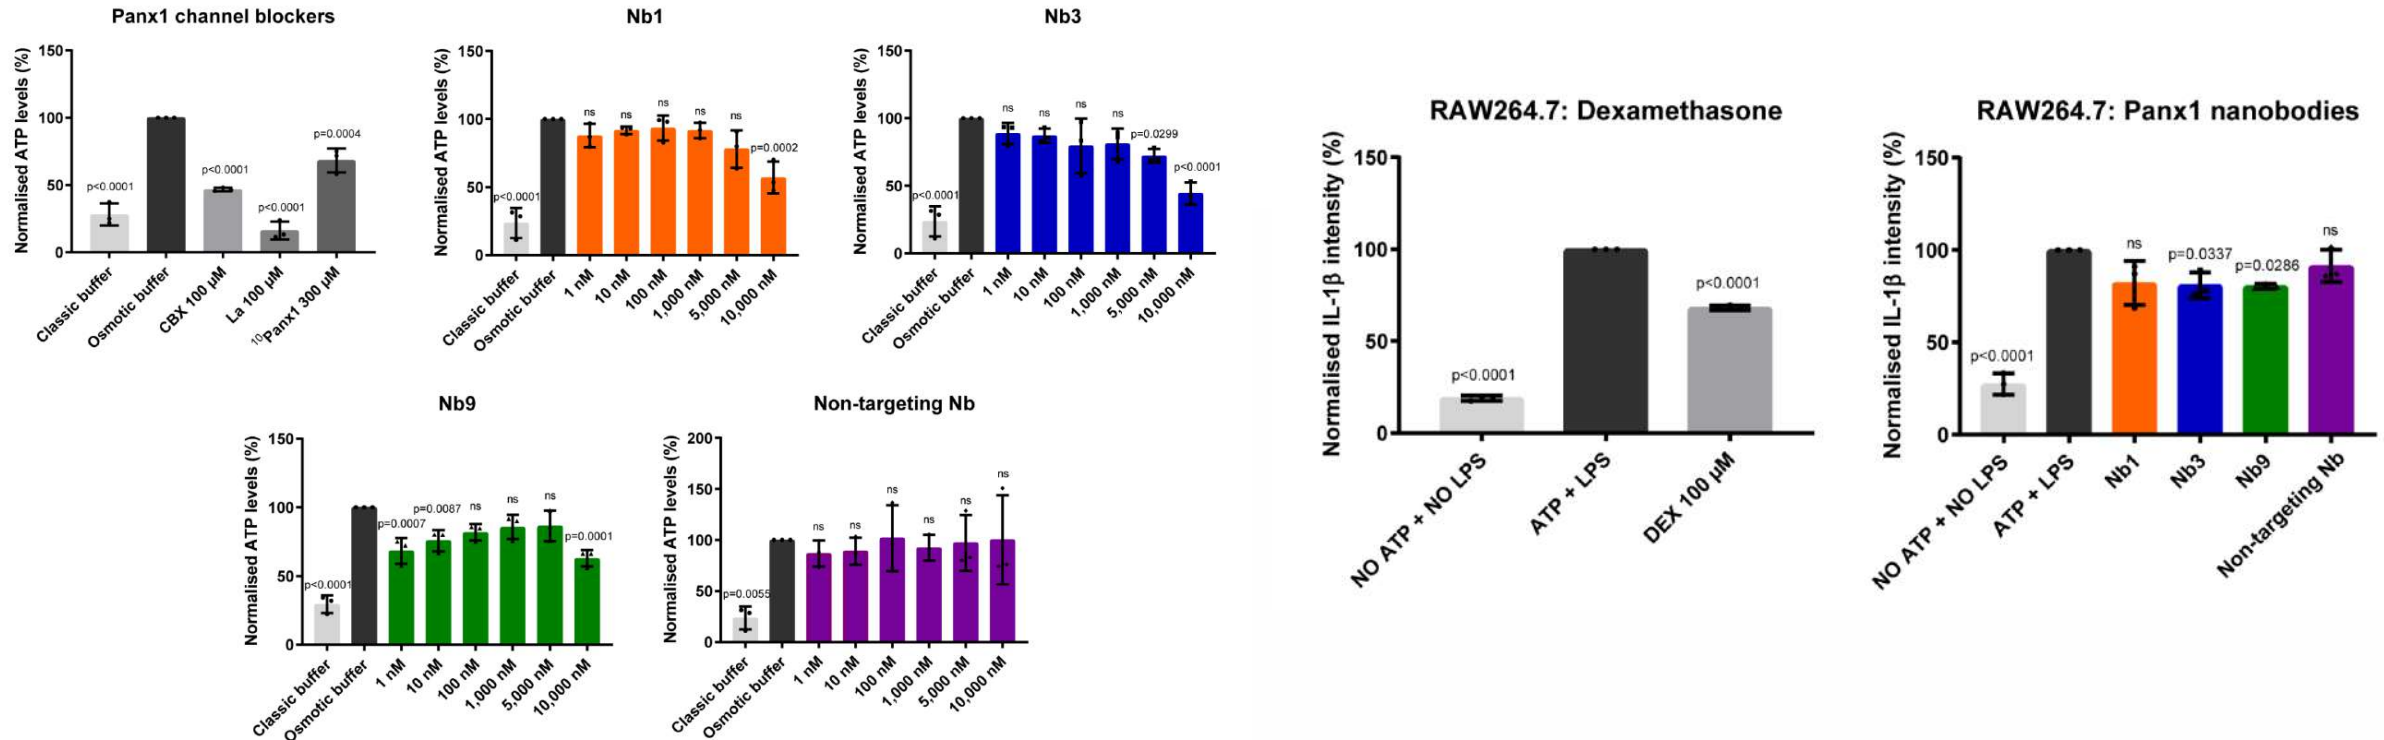 Panx1 channel blockers
Normalised ATP levels (%)
150
100
50
0
p<0.0001
p<0.0001
p<0.0001
p=0.0004
Classic buffer
Osmotic buffer
CBX 100 µM
La 100 µM
¹⁰Panx1 300 µM
Nb1
Normalised ATP levels (%)
150
100
50
0
p<0.0001
ns
ns
ns
ns
ns
p=0.0002
Classic buffer
Osmotic buffer
1 nM
10 nM
100 nM
1,000 nM
5,000 nM
10,000 nM
Nb3
Normalised ATP levels (%)
150
100
50
0
p<0.0001
ns
ns
ns
ns
p=0.0299
p<0.0001
Classic buffer
Osmotic buffer
1 nM
10 nM
100 nM
1,000 nM
5,000 nM
10,000 nM
Nb9
Normalised ATP levels (%)
150
100
50
0
p<0.0001
p=0.0007
p=0.0087
ns
ns
ns
p=0.0001
Classic buffer
Osmotic buffer
1 nM
10 nM
100 nM
1,000 nM
5,000 nM
10,000 nM
Non-targeting Nb
Normalised ATP levels (%)
200
150
100
50
0
p=0.0055
ns
ns
ns
ns
ns
ns
Classic buffer
Osmotic buffer
1 nM
10 nM
100 nM
1,000 nM
5,000 nM
10,000 nM
RAW264.7: Dexamethasone
Normalised IL-1β intensity (%)
150
100
50
0
p<0.0001
p<0.0001
NO ATP + NO LPS
ATP + LPS
DEX 100 µM
RAW264.7: Panx1 nanobodies
Normalised IL-1β intensity (%)
150
100
50
0
p<0.0001
ns
p=0.0337
p=0.0286
ns
NO ATP + NO LPS
ATP + LPS
Nb1
Nb3
Nb9
Non-targeting Nb